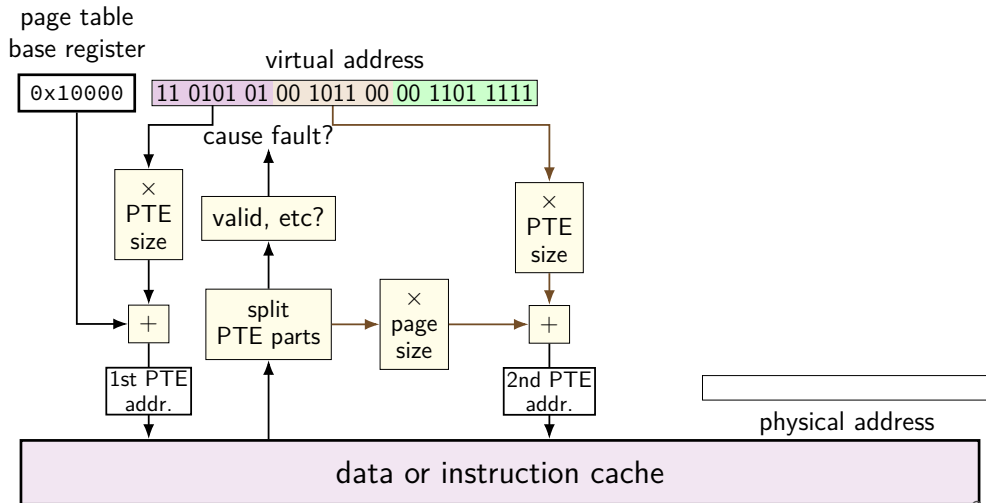 page table
base register
virtual address
0x10000
11 0101 01 00 1011 00 00 1101 1111
cause fault?
×
PTE
size
valid, etc?
×
PTE
size
split
PTE parts
×
page
size
+
+
1st PTE
addr.
2nd PTE
addr.
physical address
data or instruction cache